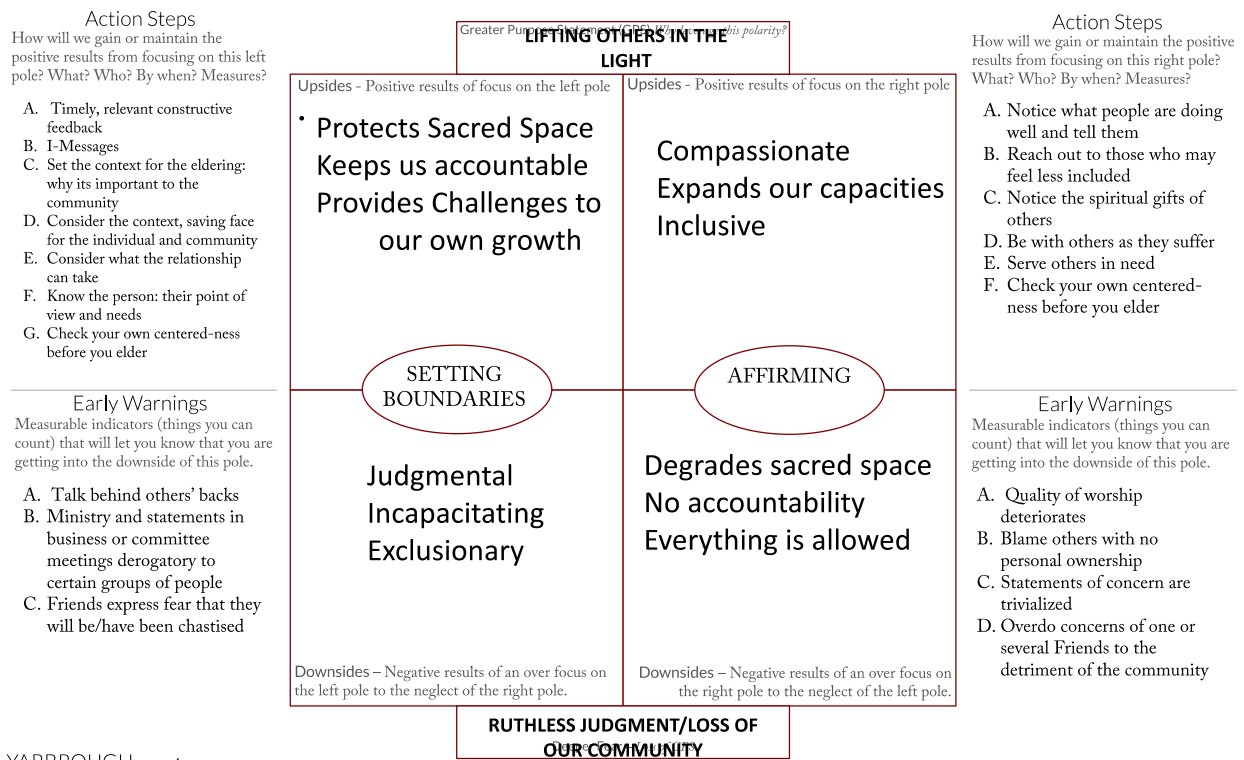 Action Steps
How will we gain or maintain the
positive results from focusing on this left
pole? What? Who? By when? Measures?
A. Timely, relevant constructive
feedback
B. I-Messages
C. Set the context for the eldering:
why its important to the
community
D. Consider the context, saving face
for the individual and community
E. Consider what the relationship
can take
F. Know the person: their point of
view and needs
G. Check your own centered-ness
before you elder
Early Warnings
Measurable indicators (things you can
count) that will let you know that you are
getting into the downside of this pole.
A. Talk behind others’ backs
B. Ministry and statements in
business or committee
meetings derogatory to
certain groups of people
C. Friends express fear that they
will be/have been chastised
Greater Purpose Statement (GPS) Why leverage this polarity?
LIFTING OTHERS IN THE
LIGHT
Upsides - Positive results of focus on the left pole
• Protects Sacred Space
Keeps us accountable
Provides Challenges to
our own growth
Upsides - Positive results of focus on the right pole
Compassionate
Expands our capacities
Inclusive
SETTING
BOUNDARIES
AFFIRMING
Judgmental
Incapacitating
Exclusionary
Degrades sacred space
No accountability
Everything is allowed
Downsides – Negative results of an over focus on
the left pole to the neglect of the right pole.
Downsides – Negative results of an over focus on
the right pole to the neglect of the left pole.
RUTHLESS JUDGMENT/LOSS OF
OUR COMMUNITY
Action Steps
How will we gain or maintain the positive
results from focusing on this right pole?
What? Who? By when? Measures?
A. Notice what people are doing
well and tell them
B. Reach out to those who may
feel less included
C. Notice the spiritual gifts of
others
D. Be with others as they suffer
E. Serve others in need
F. Check your own centered-
ness before you elder
Early Warnings
Measurable indicators (things you can
count) that will let you know that you are
getting into the downside of this pole.
A. Quality of worship
deteriorates
B. Blame others with no
personal ownership
C. Statements of concern are
trivialized
D. Overdo concerns of one or
several Friends to the
detriment of the community
YARBROUGH